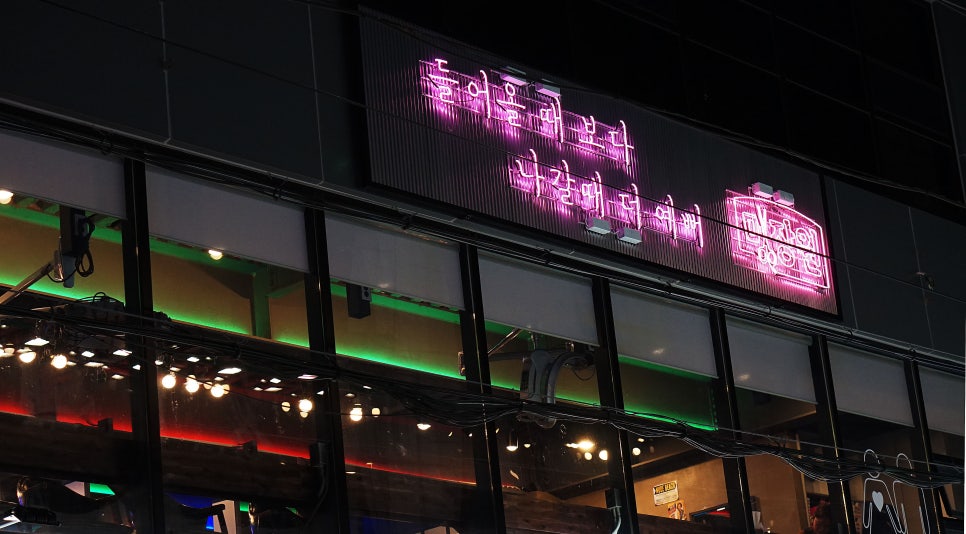 들어올때 보다
나갈때 더 예뻐